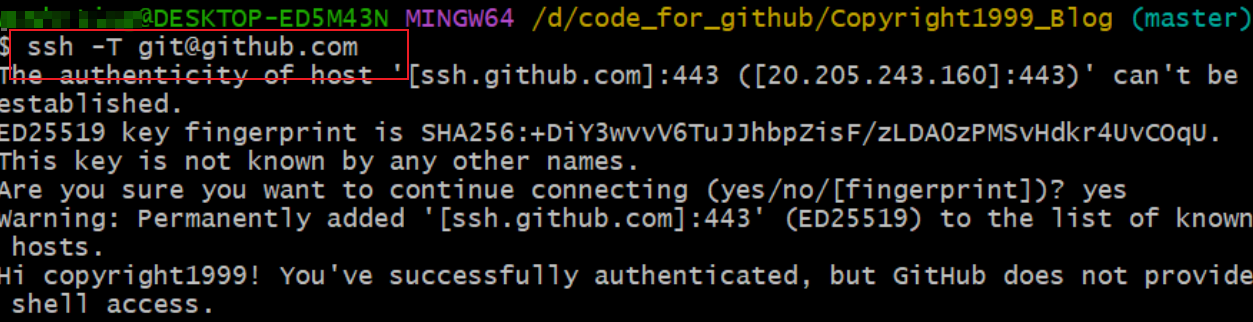 @DESKTOP-ED5M43N MINGW64 /d/code_for_github/Copyright1999_Blog (master)
$ ssh -T git@github.com
The authenticity of host '[ssh.github.com]:443 ([20.205.243.160]:443)' can't be
established.
ED25519 key fingerprint is SHA256:+DiY3wvvV6TuJJhbpZisF/zLDA0zPMSvHdkr4UvCOqU.
This key is not known by any other names.
Are you sure you want to continue connecting (yes/no/[fingerprint])? yes
Warning: Permanently added '[ssh.github.com]:443' (ED25519) to the list of known
hosts.
Hi copyright1999! You've successfully authenticated, but GitHub does not provide
shell access.